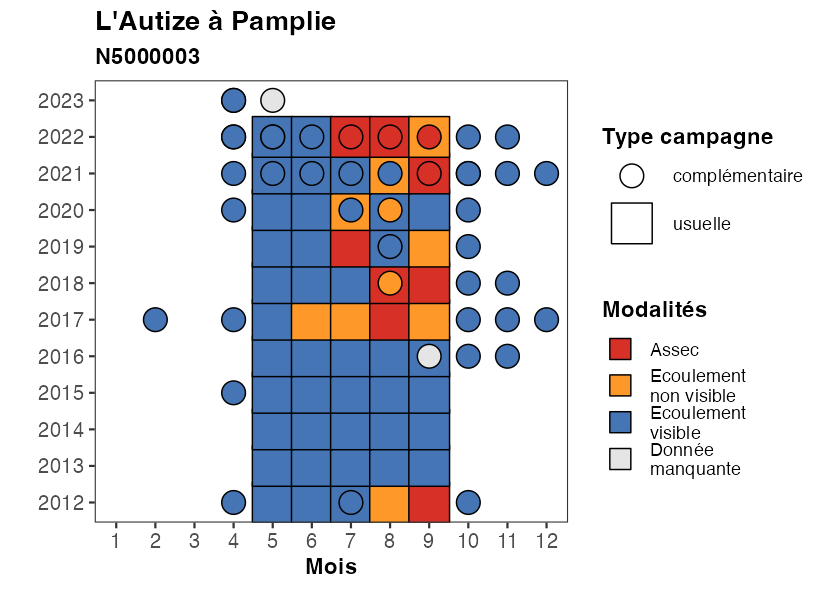 L'Autize à Pamplie
N5000003
2023
2022
2021
2020
2019
2018
2017
2016
2015
2014
2013
2012
1 2 3 4 5 6 7 8 9 10 11 12
Mois
Type campagne
complémentaire
usuelle
Modalités
Assec
Ecoulement
non visible
Ecoulement
visible
Donnée
manquante